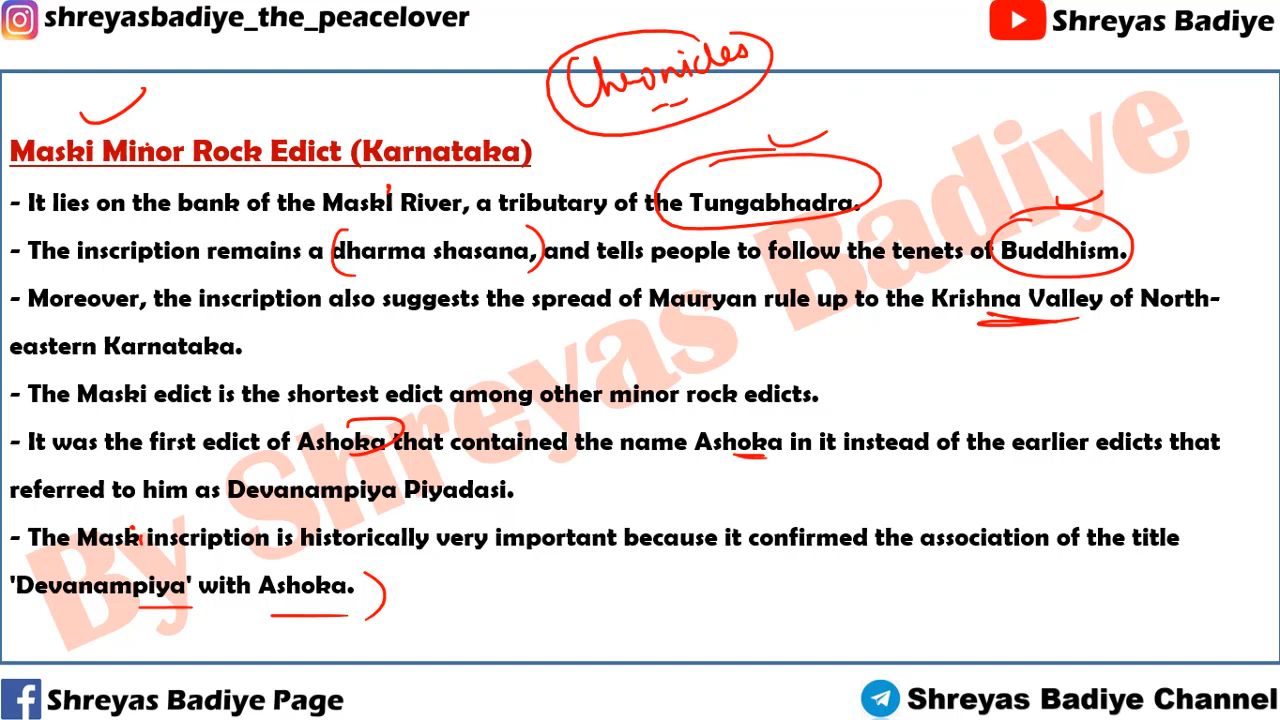 shreyasbadiye_the_peacelover
Shreyas Badiye
Chronicles
Maski Minor Rock Edict (Karnataka)
- It lies on the bank of the Maski River, a tributary of the Tungabhadra.
- The inscription remains a dharma shasana, and tells people to follow the tenets of Buddhism.
- Moreover, the inscription also suggests the spread of Mauryan rule up to the Krishna Valley of North-
eastern Karnataka.
- The Maski edict is the shortest edict among other minor rock edicts.
- It was the first edict of Ashoka that contained the name Ashoka in it instead of the earlier edicts that
referred to him as Devanampiya Piyadasi.
- The Maski inscription is historically very important because it confirmed the association of the title
'Devanampiya' with Ashoka.
By Shreyas Badiye
Shreyas Badiye Page
Shreyas Badiye Channel